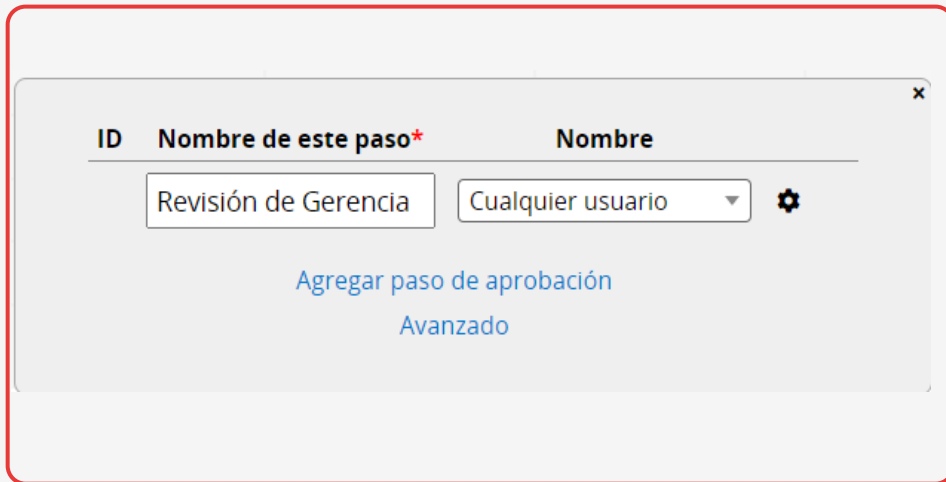 ID Nombre de este paso* Nombre
Revisión de Gerencia Cualquier usuario
Agregar paso de aprobación
Avanzado